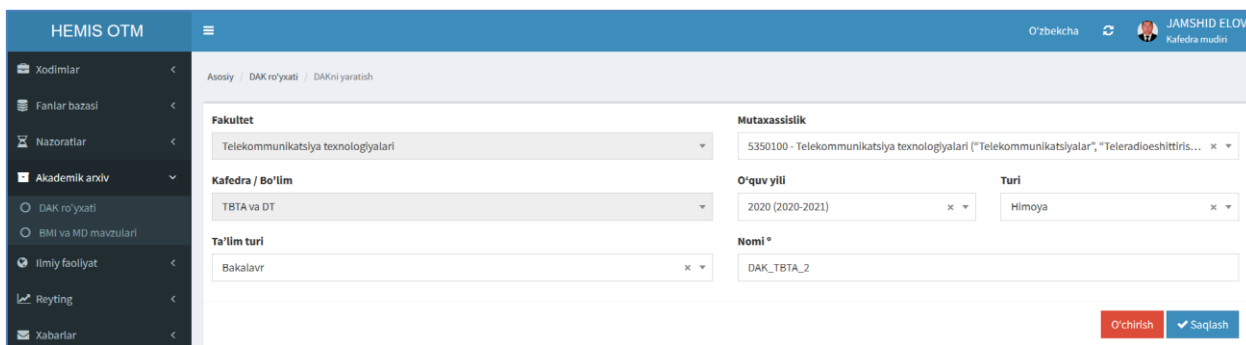 HEMIS OTM
O'zbekcha
JAMSHID ELOV
Kafedra mudiri
Xodimlar
Fanlar bazasi
Nazoratlar
Akademik arxiv
DAK ro'yxati
BMI va MD mavzulari
Ilmiy faoliyat
Reyting
Xabarlar
Asosiy / DAK ro'yxati / DAKni yaratish
Fakultet
Telekommunikatsiya texnologiyalari
Mutaxassislik
5350100 - Telekommunikatsiya texnologiyalari (“Telekommunikatsiyalar”, “Teleradioeshittiris...
Kafedra / Bo‘lim
TBTA va DT
O‘quv yili
2020 (2020-2021)
Turi
Himoya
Ta’lim turi
Bakalavr
Nomi
DAK_TBTA_2
O‘chirish
Saqlash